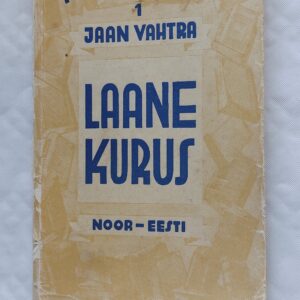 1
JAAN VAHTRA
LAANE
KURUS
NOOR-EESTI